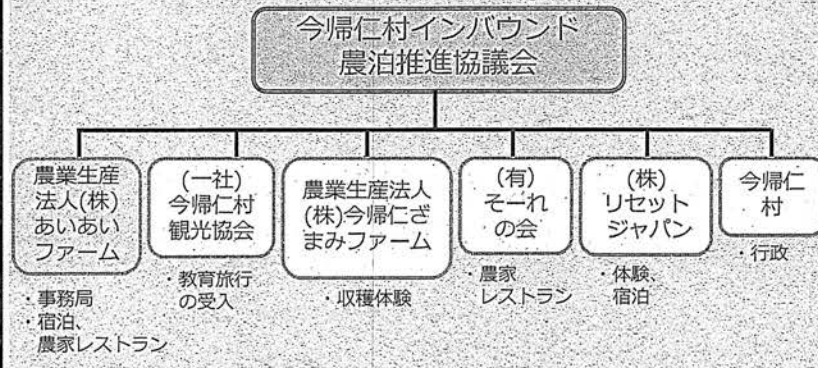 今帰仁村インバウンド
農泊推進協議会
農業生産
法人(株)
あいあい
ファーム
・事務局
・宿泊、
農家レストラン
(一社)
今帰仁村
観光協会
・教育旅行
の受入
農業生産法人
(株)今帰仁ざ
まみファーム
・収穫体験
(有)
そーれ
の会
・農家
レストラン
(株)
リセット
ジャパン
・体験、
宿泊
今帰仁
村
・行政